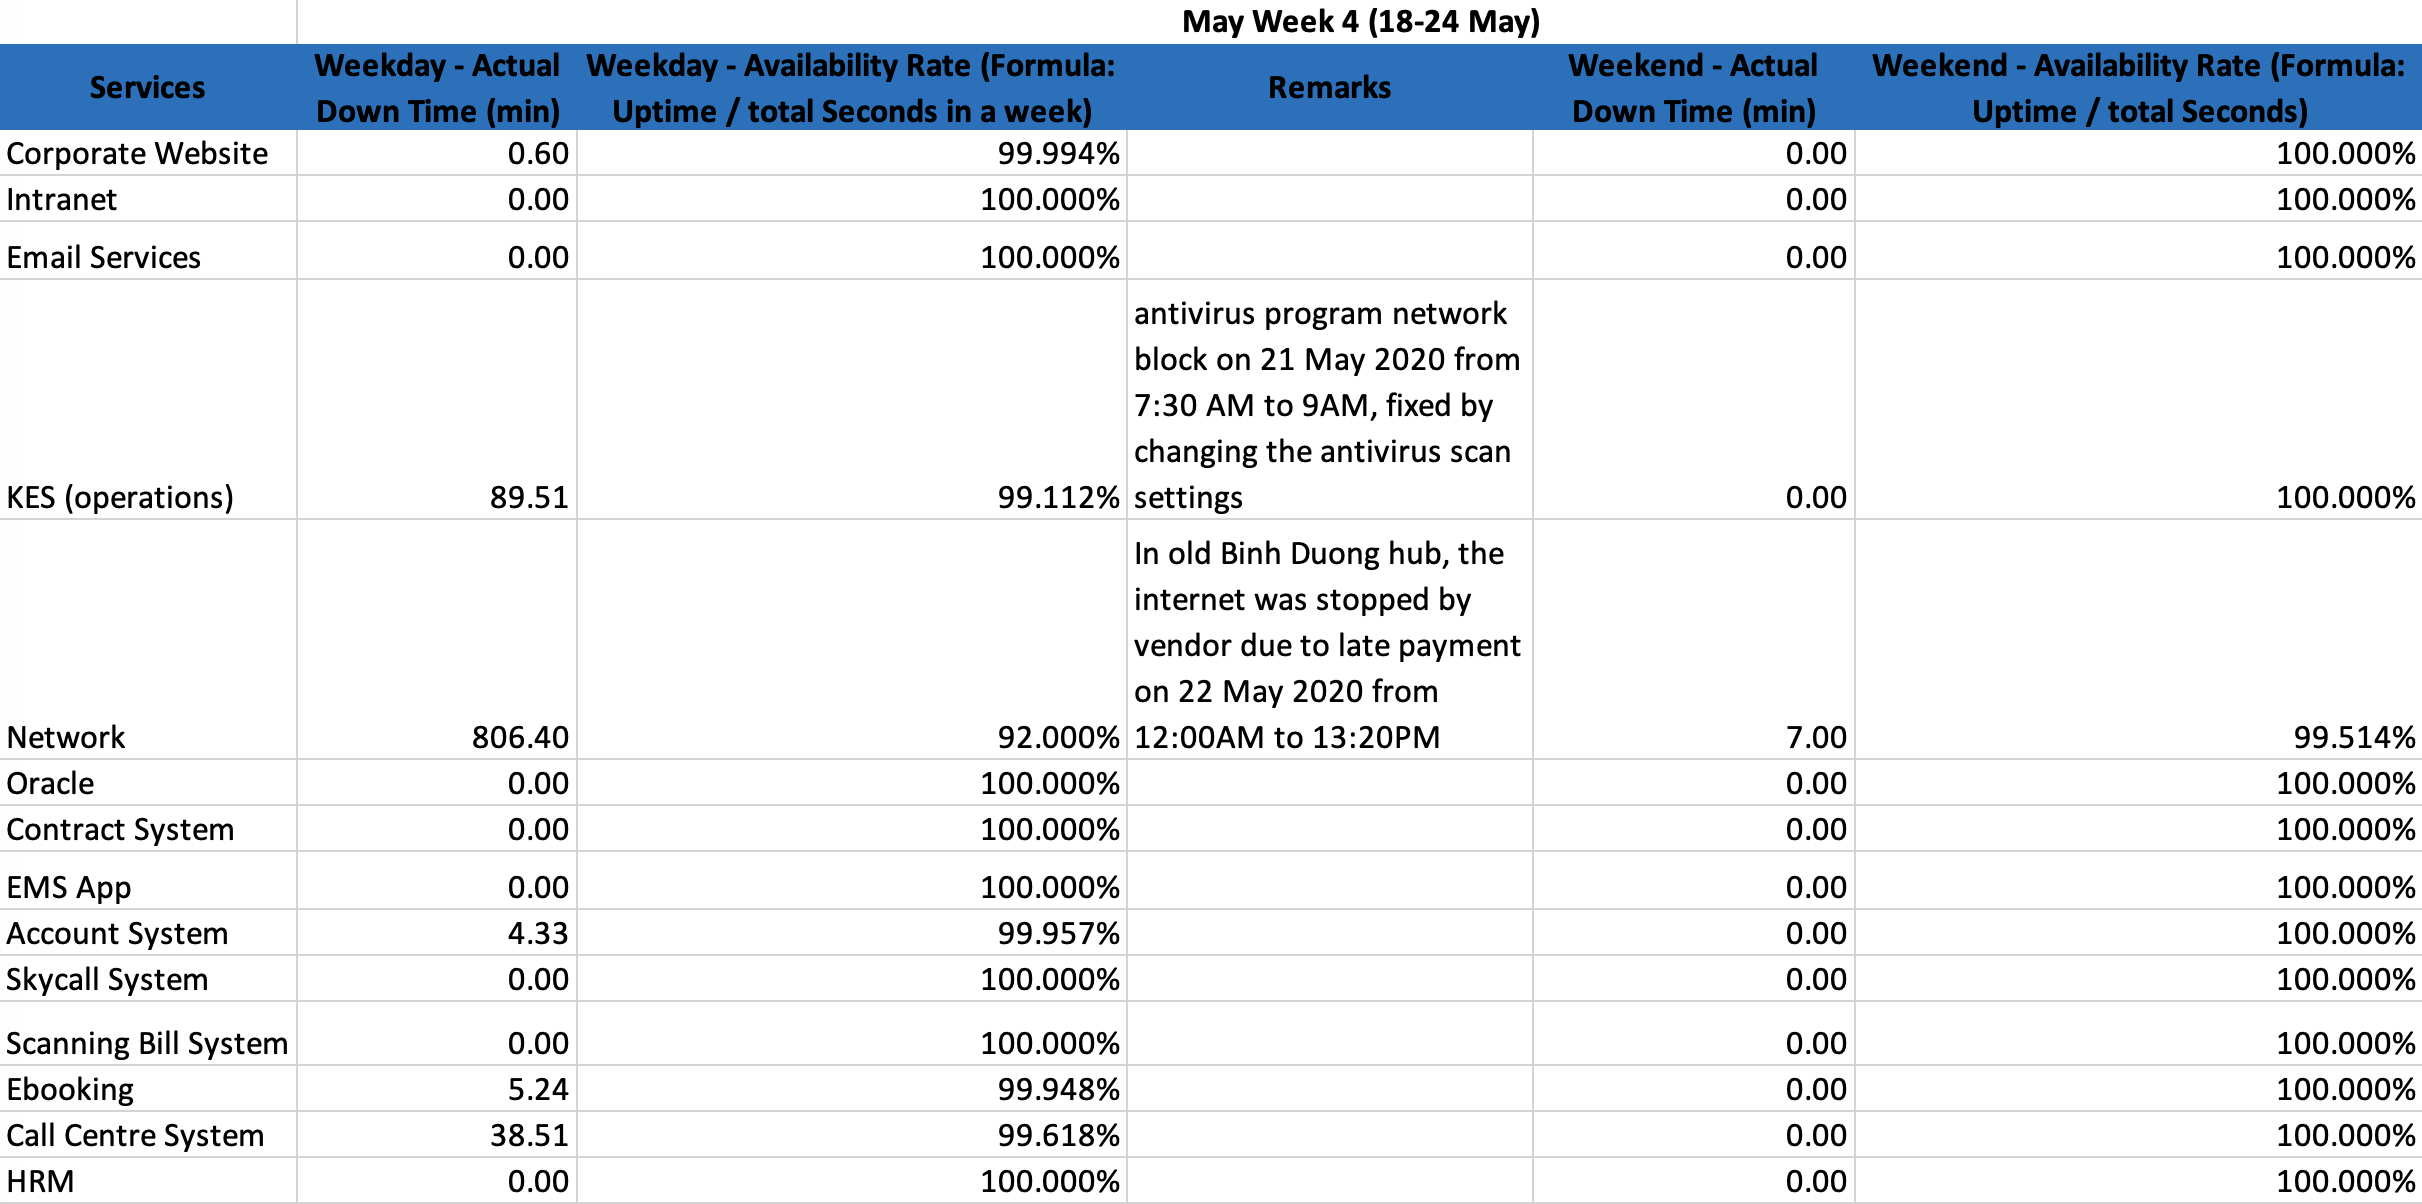 May Week 4 (18-24 May)
Services
Weekday - Actual
Down Time (min)
Weekday - Availability Rate (Formula:
Uptime / total Seconds in a week)
Remarks
Weekend - Actual
Down Time (min)
Weekend - Availability Rate (Formula:
Uptime / total Seconds)
Corporate Website 0.60 99.994% 0.00 100.000%
Intranet 0.00 100.000% 0.00 100.000%
Email Services 0.00 100.000% 0.00 100.000%
antivirus program network
block on 21 May 2020 from
7:30 AM to 9AM, fixed by
changing the antivirus scan
KES (operations) 89.51 99.112% settings 0.00 100.000%
In old Binh Duong hub, the
internet was stopped by
vendor due to late payment
on 22 May 2020 from
Network 806.40 92.000% 12:00AM to 13:20PM 7.00 99.514%
Oracle 0.00 100.000% 0.00 100.000%
Contract System 0.00 100.000% 0.00 100.000%
EMS App 0.00 100.000% 0.00 100.000%
Account System 4.33 99.957% 0.00 100.000%
Skycall System 0.00 100.000% 0.00 100.000%
Scanning Bill System 0.00 100.000% 0.00 100.000%
Ebooking 5.24 99.948% 0.00 100.000%
Call Centre System 38.51 99.618% 0.00 100.000%
HRM 0.00 100.000% 0.00 100.000%